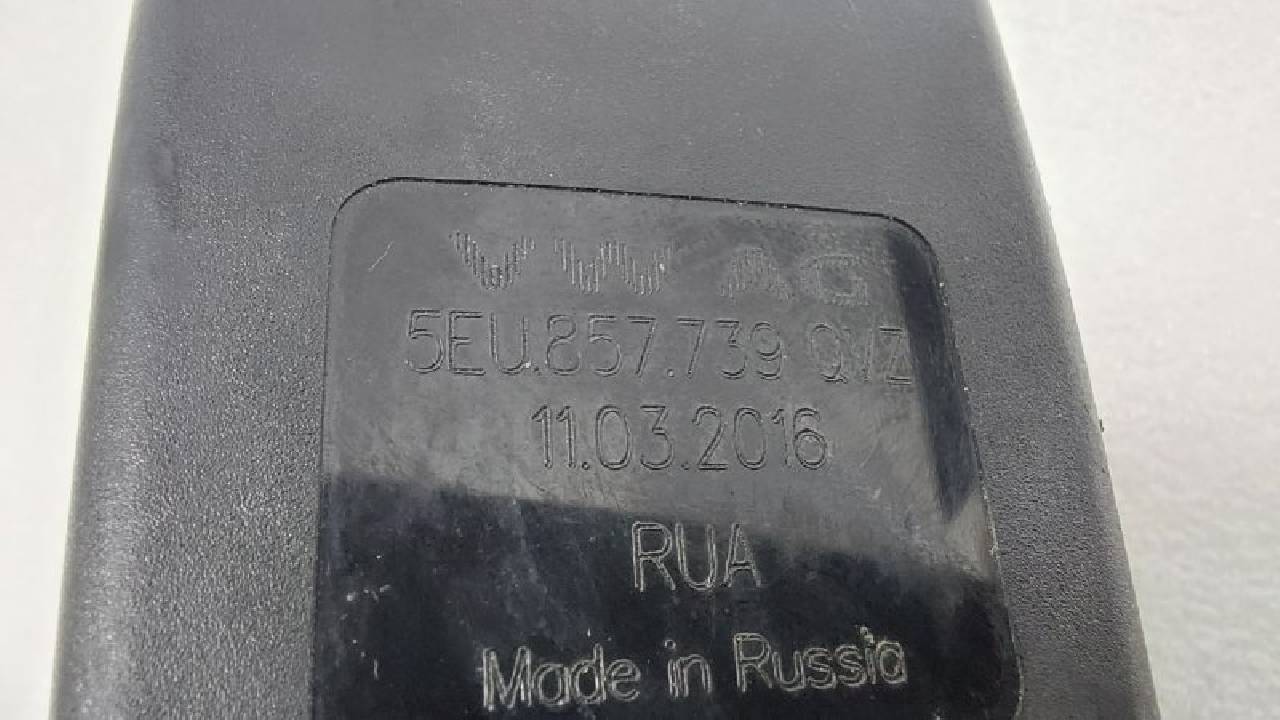 VW AG
5EU.857.739 QVZ
11.03.2016
RUA
Made in Russia